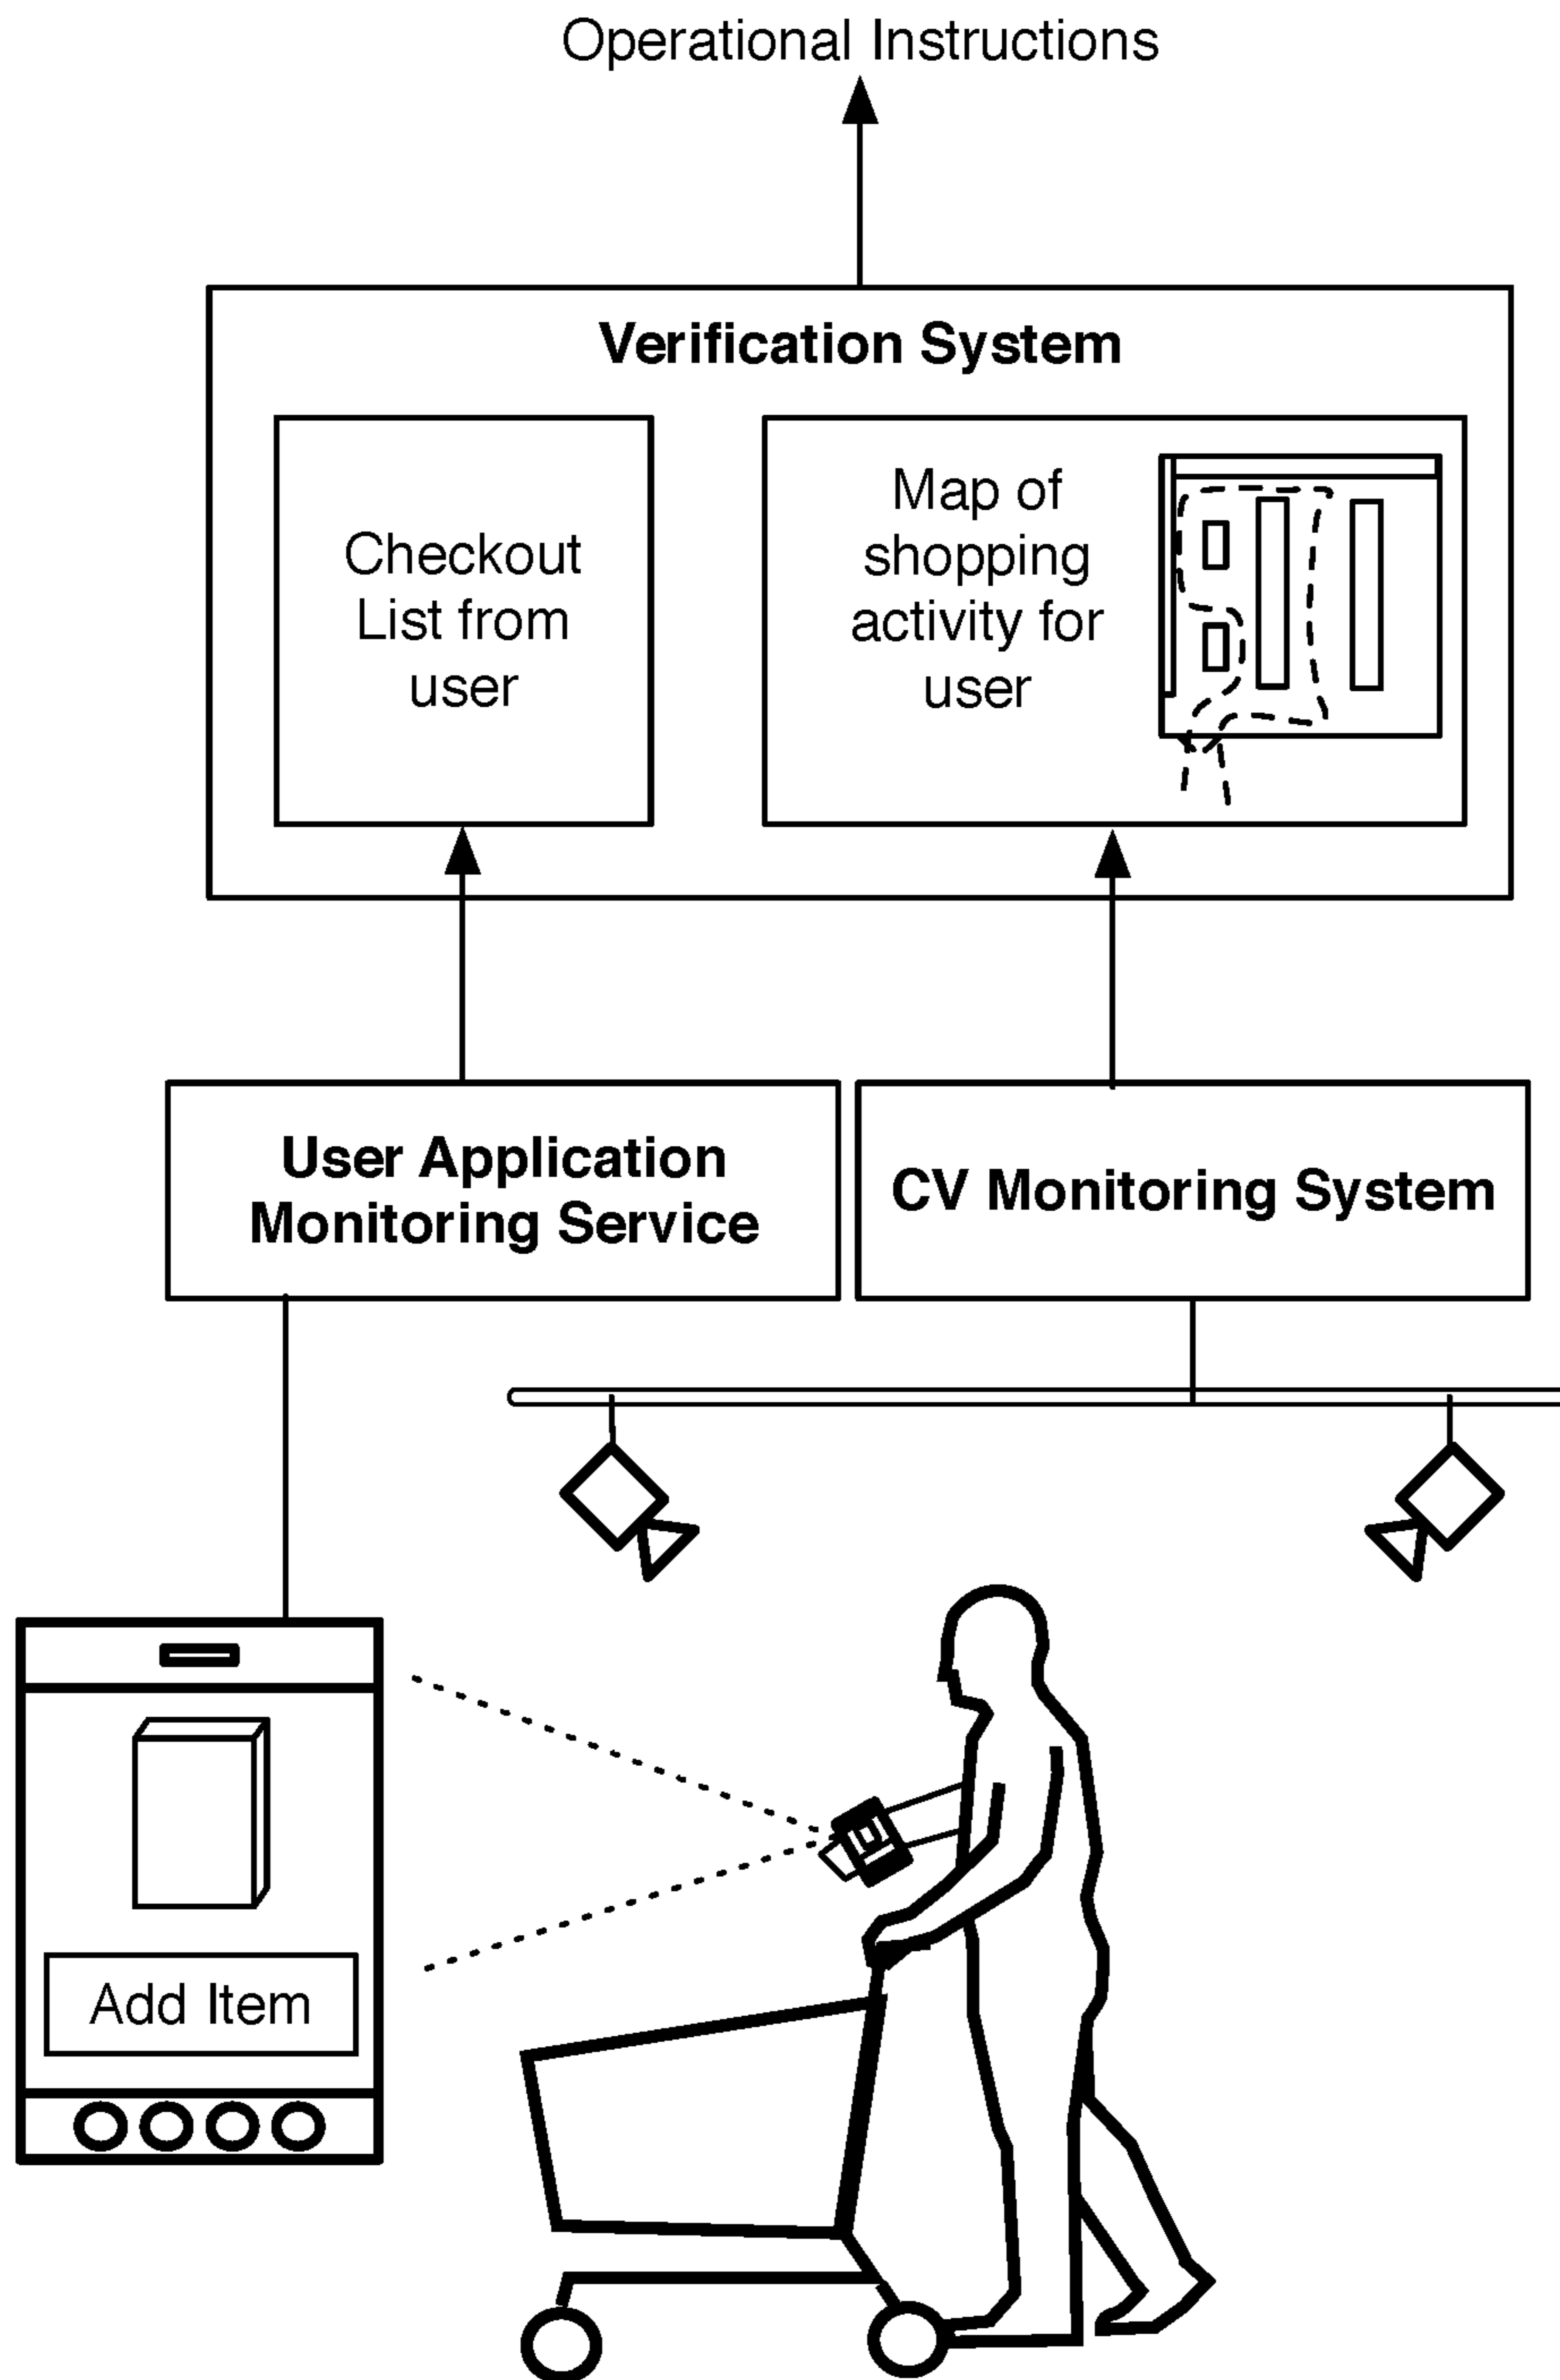 Operational Instructions
Verification System
Checkout
List from
user
Map of
shopping
activity for
user
User Application
Monitoring Service
CV Monitoring System
Add Item